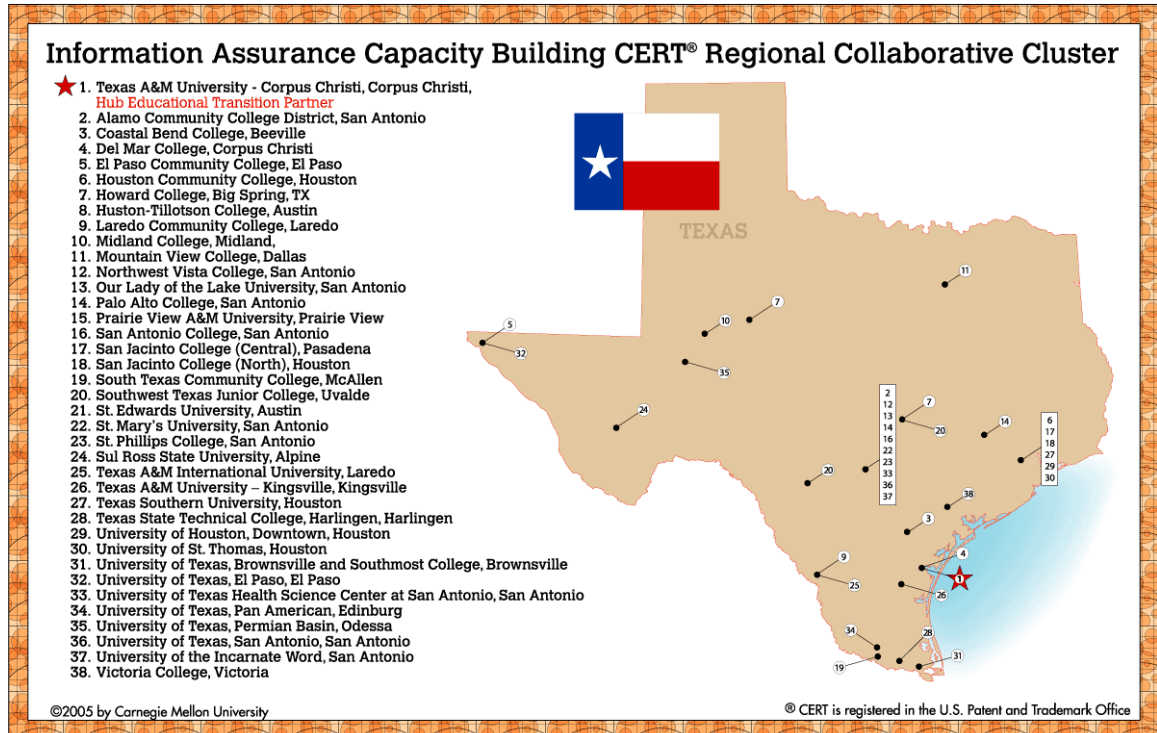 Information Assurance Capacity Building CERT® Regional Collaborative Cluster
1. Texas A&M University - Corpus Christi, Corpus Christi,
Hub Educational Transition Partner
2. Alamo Community College District, San Antonio
3. Coastal Bend College, Beeville
4. Del Mar College, Corpus Christi
5. El Paso Community College, El Paso
6. Houston Community College, Houston
7. Howard College, Big Spring, TX
8. Huston-Tillotson College, Austin
9. Laredo Community College, Laredo
10. Midland College, Midland,
11. Mountain View College, Dallas
12. Northwest Vista College, San Antonio
13. Our Lady of the Lake University, San Antonio
14. Palo Alto College, San Antonio
15. Prairie View A&M University, Prairie View
16. San Antonio College, San Antonio
17. San Jacinto College (Central), Pasadena
18. San Jacinto College (North), Houston
19. South Texas Community College, McAllen
20. Southwest Texas Junior College, Uvalde
21. St. Edwards University, Austin
22. St. Mary's University, San Antonio
23. St. Phillips College, San Antonio
24. Sul Ross State University, Alpine
25. Texas A&M International University, Laredo
26. Texas A&M University – Kingsville, Kingsville
27. Texas Southern University, Houston
28. Texas State Technical College, Harlingen, Harlingen
29. University of Houston, Downtown, Houston
30. University of St. Thomas, Houston
31. University of Texas, Brownsville and Southmost College, Brownsville
32. University of Texas, El Paso, El Paso
33. University of Texas Health Science Center at San Antonio, San Antonio
34. University of Texas, Pan American, Edinburg
35. University of Texas, Permian Basin, Odessa
36. University of Texas, San Antonio, San Antonio
37. University of the Incarnate Word, San Antonio
38. Victoria College, Victoria
TEXAS
11
7
10
5
32
35
24
2
12
13
14
16
22
23
33
36
37
7
20
14
6
17
18
27
29
30
20
38
3
4
1
9
25
26
34
28
19
31
©2005 by Carnegie Mellon University
® CERT is registered in the U.S. Patent and Trademark Office